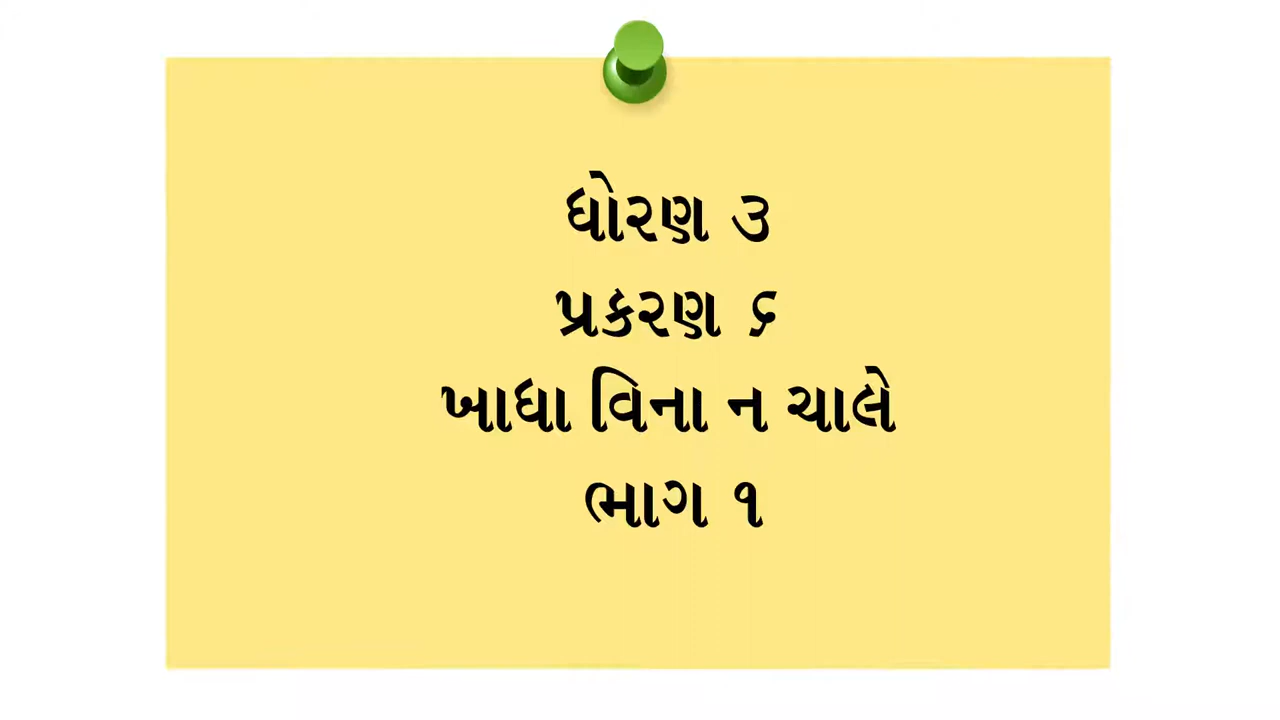 ધોરણ ૩
પ્રકરણ ૬
ખાધા વિના ન ચાલે
ભાગ ૧